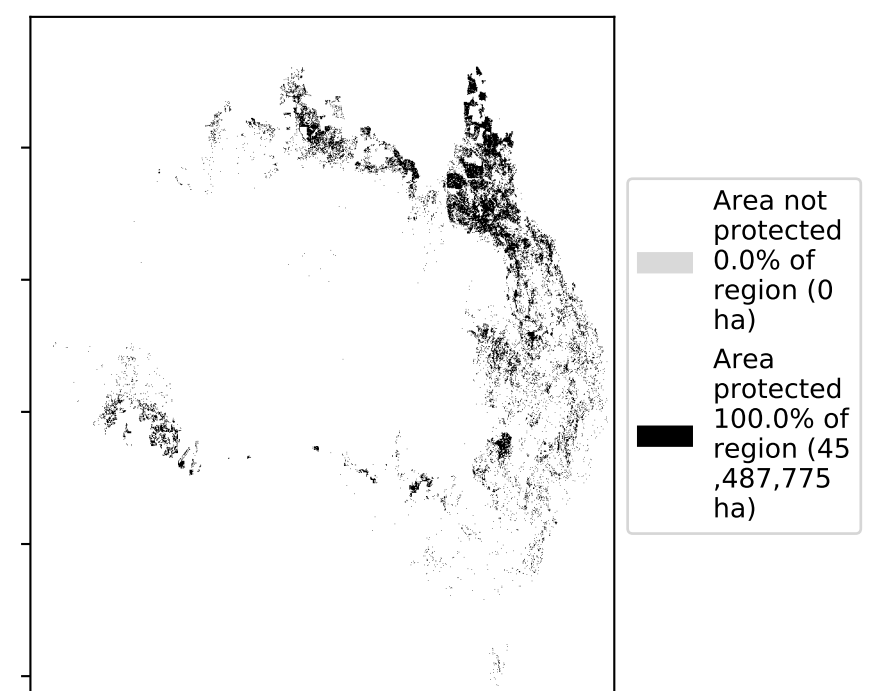 Area not
protected
0.0% of
region (0
ha)
Area
protected
100.0% of
region (45
,487,775
ha)